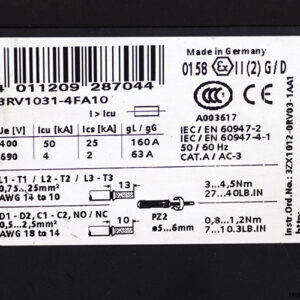 4 011209 287044
3RV1031-4FA10
I > Icu
Ue [V] Icu [kA] Ics [kA] gL / gG
400 50 25 160 A
690 4 2 63 A
L1 - T1 / L2 - T2 / L3 - T3
0,75...25mm²
AWG 14 to 10
13
3...4,5Nm
27...40LB.IN
D1 - D2, C1 - C2, NO / NC
0,5...2,5mm²
AWG 18 to 14
10
PZ2
ø5...6mm
0,8...1,2Nm
7...10.3LB.IN
Made in Germany
0158 Ex II (2) G / D
CCC
A003617
IEC / EN 60947-2
IEC / EN 60947-4-1
50 / 60 Hz
CAT. A / AC-3
Instr.Ord.No.: 3ZX1012-0RV03-1AA1